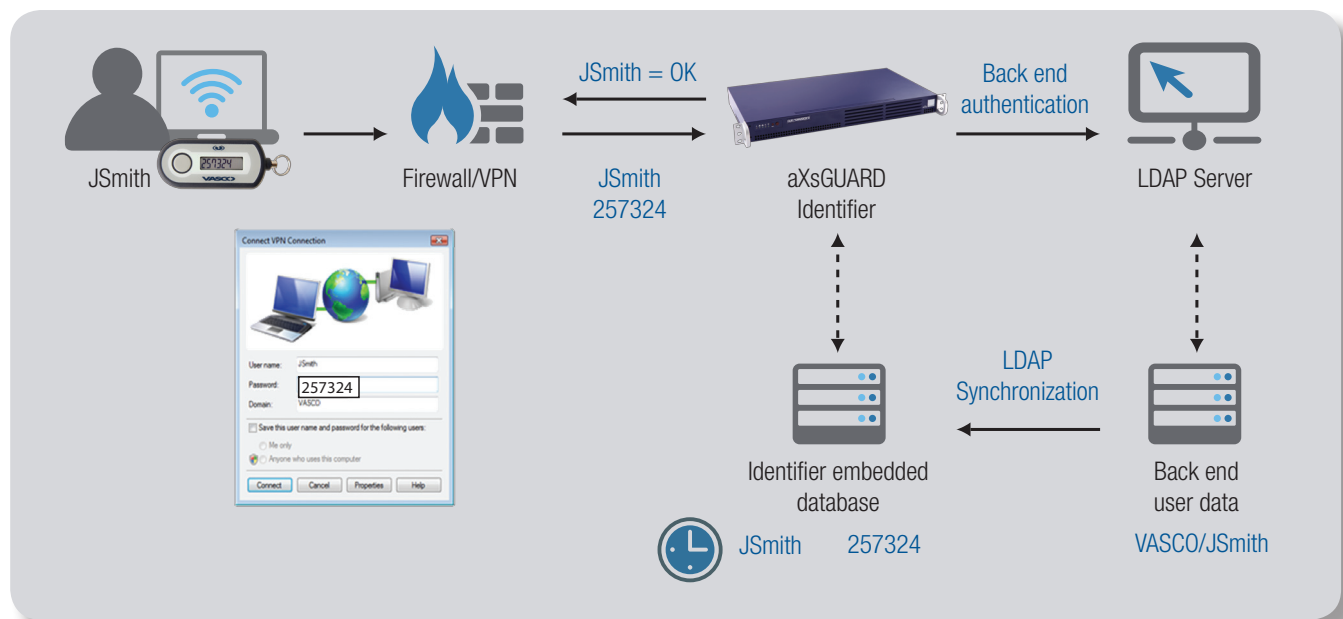 JSmith = OK
Back end
authentication
257324
VASCO
JSmith
Firewall/VPN
JSmith
257324
aXsGUARD
Identifier
LDAP Server
Connect VPN Connection
User name: JSmith
Password: 257324
Domain: VASCO
Save this user name and password for the following users:
Me only
Anyone who uses this computer
Connect Cancel Properties Help
LDAP
Synchronization
Identifier embedded
database
JSmith 257324
Back end
user data
VASCO/JSmith